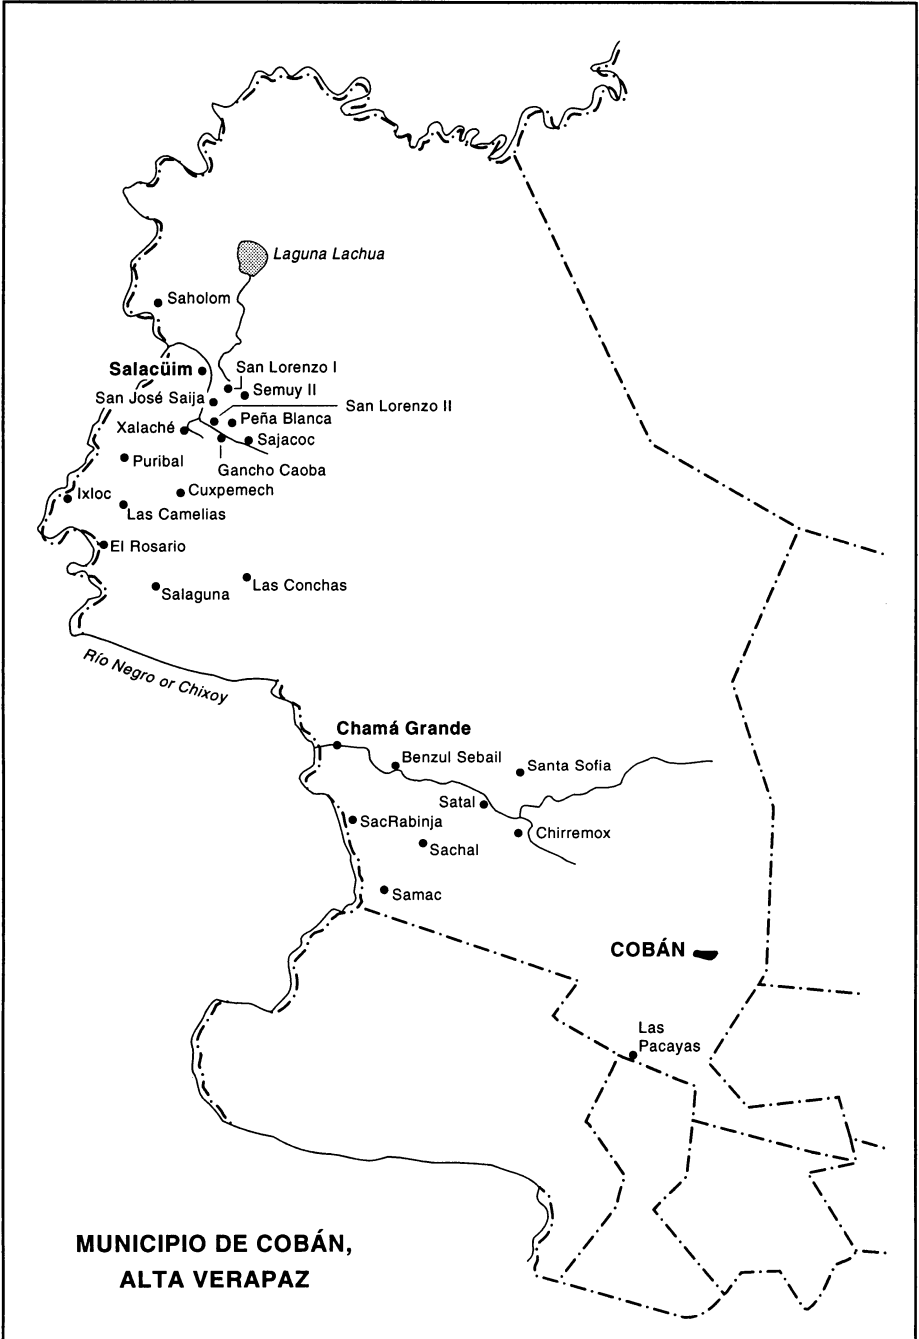 Laguna Lachua
Saholom
San Lorenzo I
Salacüim
Semuy II
San José Saija
San Lorenzo II
Peña Blanca
Xalaché
Sajacoc
Puribal
Gancho Caoba
Ixloc
Cuxpemech
Las Camelias
El Rosario
Las Conchas
Salaguna
Río Negro or Chixoy
Chamá Grande
Benzul Sebail
Santa Sofia
Satal
SacRabinja
Chirremox
Sachal
Samac
COBÁN
Las
Pacayas
MUNICIPIO DE COBÁN,
ALTA VERAPAZ